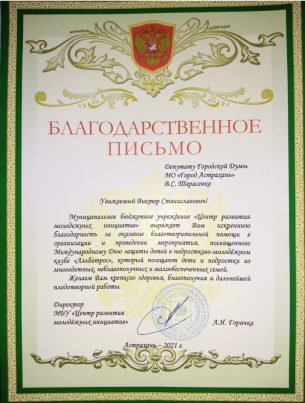 БЛАГОДАРСТВЕННОЕ
ПИСЬМО
Депутату Городской Думы
МО «Город Астрахань»
В.С. Тарасенко
Уважаемый Виктор Станиславович!
Муниципальное бюджетное учреждение «Центр развития
молодежных инициатив» выражает Вам искреннюю
благодарность за оказание благотворительной помощи в
организации и проведении мероприятия, посвященного
Международному Дню защиты детей в подростково-молодёжном
клубе «Альбатрос», который посещают дети и подростки из
многодетных, неблагополучных и малообеспеченных семей.
Желаем Вам крепкого здоровья, благополучия и дальнейшей
плодотворной работы.
Директор
МБУ «Центр развития
молодёжных инициатив»
А.Н. Горячка
Астрахань – 2021 г.